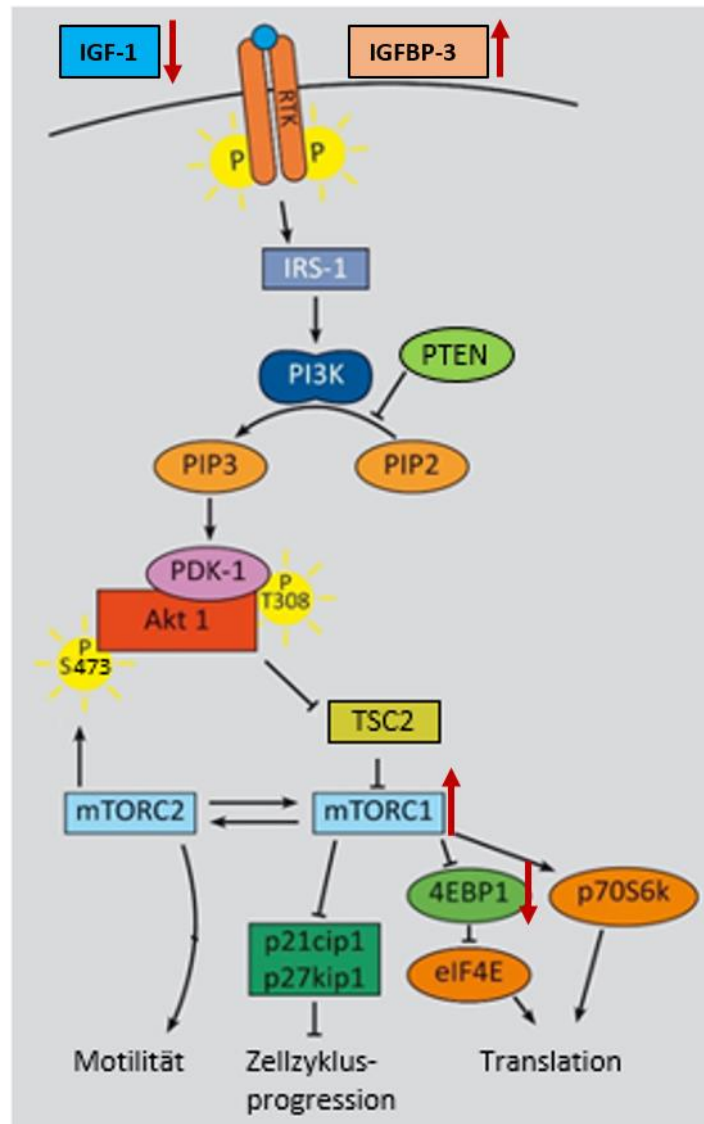 IGF-1
IGFBP-3
RTK
P
P
IRS-1
PI3K
PTEN
PIP3
PIP2
PDK-1
Akt 1
P
T308
P
S473
TSC2
mTORC2
mTORC1
4EBP1
p70S6k
p21cip1
p27kip1
eIF4E
Motilität
Zellzyklus-
progression
Translation